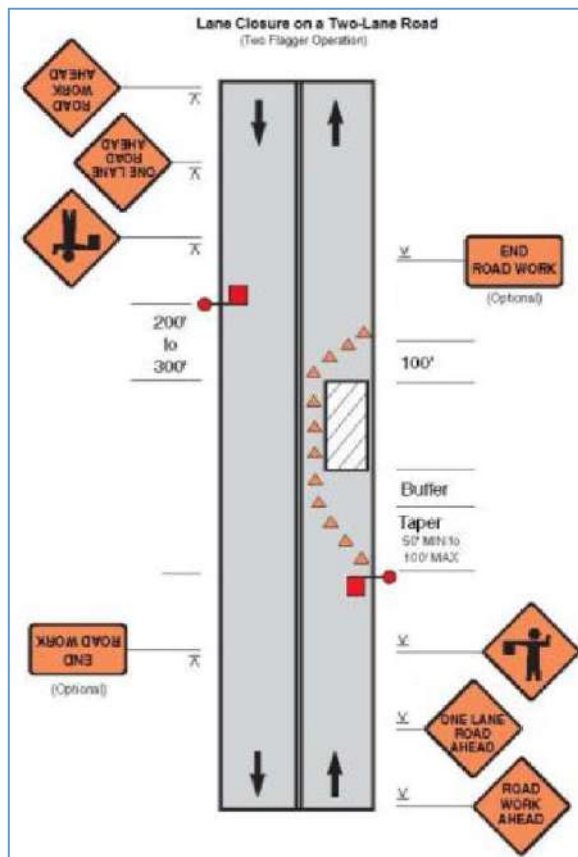 Lane Closure on a Two-Lane Road
(Two Flagger Operation)
ROAD
WORK
AHEAD
ONE LANE
ROAD
AHEAD
END
ROAD WORK
(Optional)
200'
to
300'
100'
Buffer
Taper
50' MIN to
100' MAX
END
ROAD WORK
(Optional)
ONE LANE
ROAD
AHEAD
ROAD
WORK
AHEAD